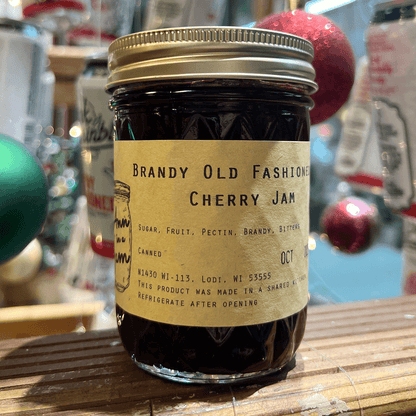 Brandy Old Fashione
Cherry Jam
Sugar, Fruit, Pectin, Brandy, Bitters
Canned OCT
W1430 WI-113, Lodi, WI 53555
This product was made in a shared k
Refrigerate after opening